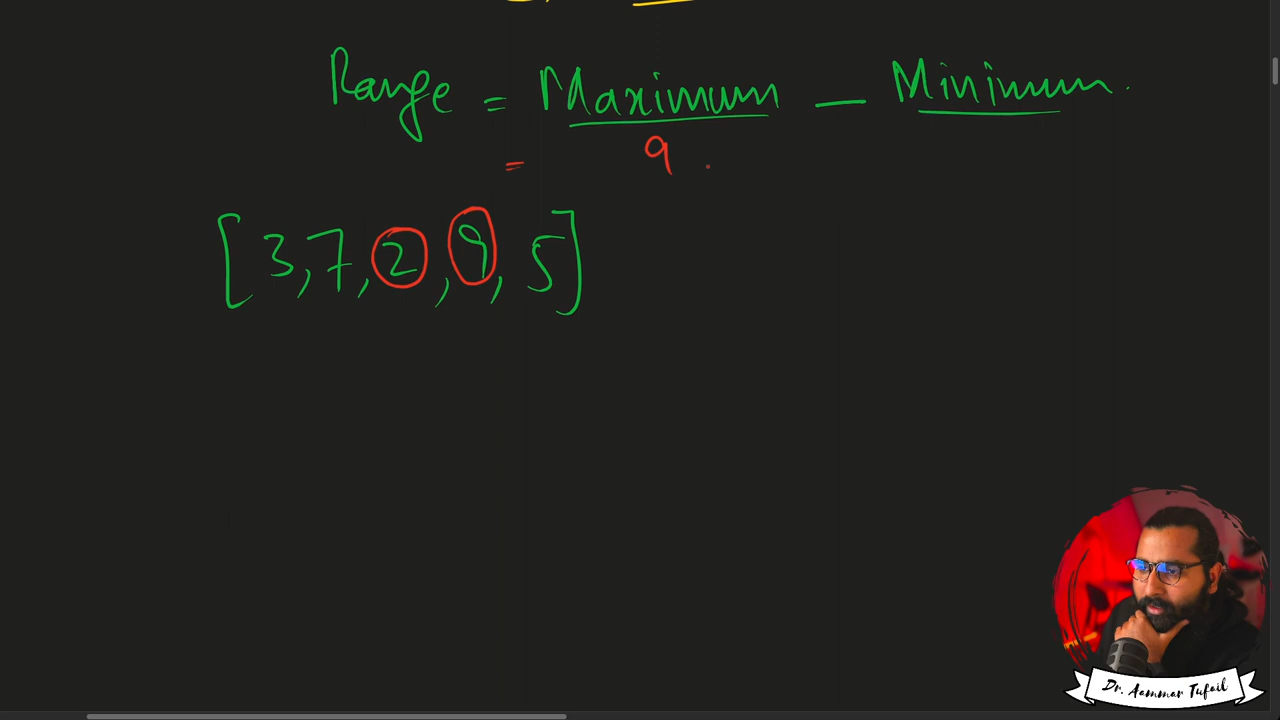 Range = Maximum — Minimum.
= 9 .
[3, 7, 2, 9, 5]
Dr. Aammar Tufail